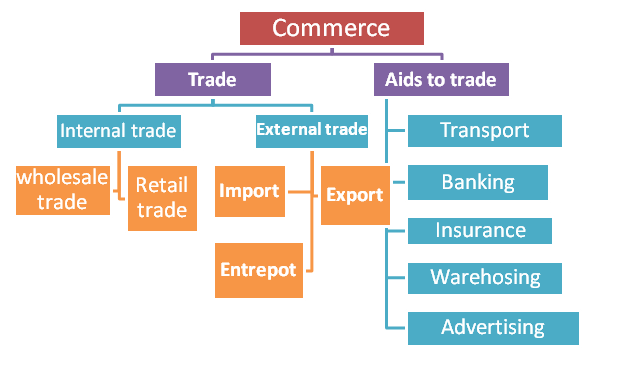 Commerce
Trade
Aids to trade
Internal trade
External trade
Transport
wholesale
trade
Retail
trade
Import
Export
Banking
Insurance
Entrepot
Warehosing
Advertising